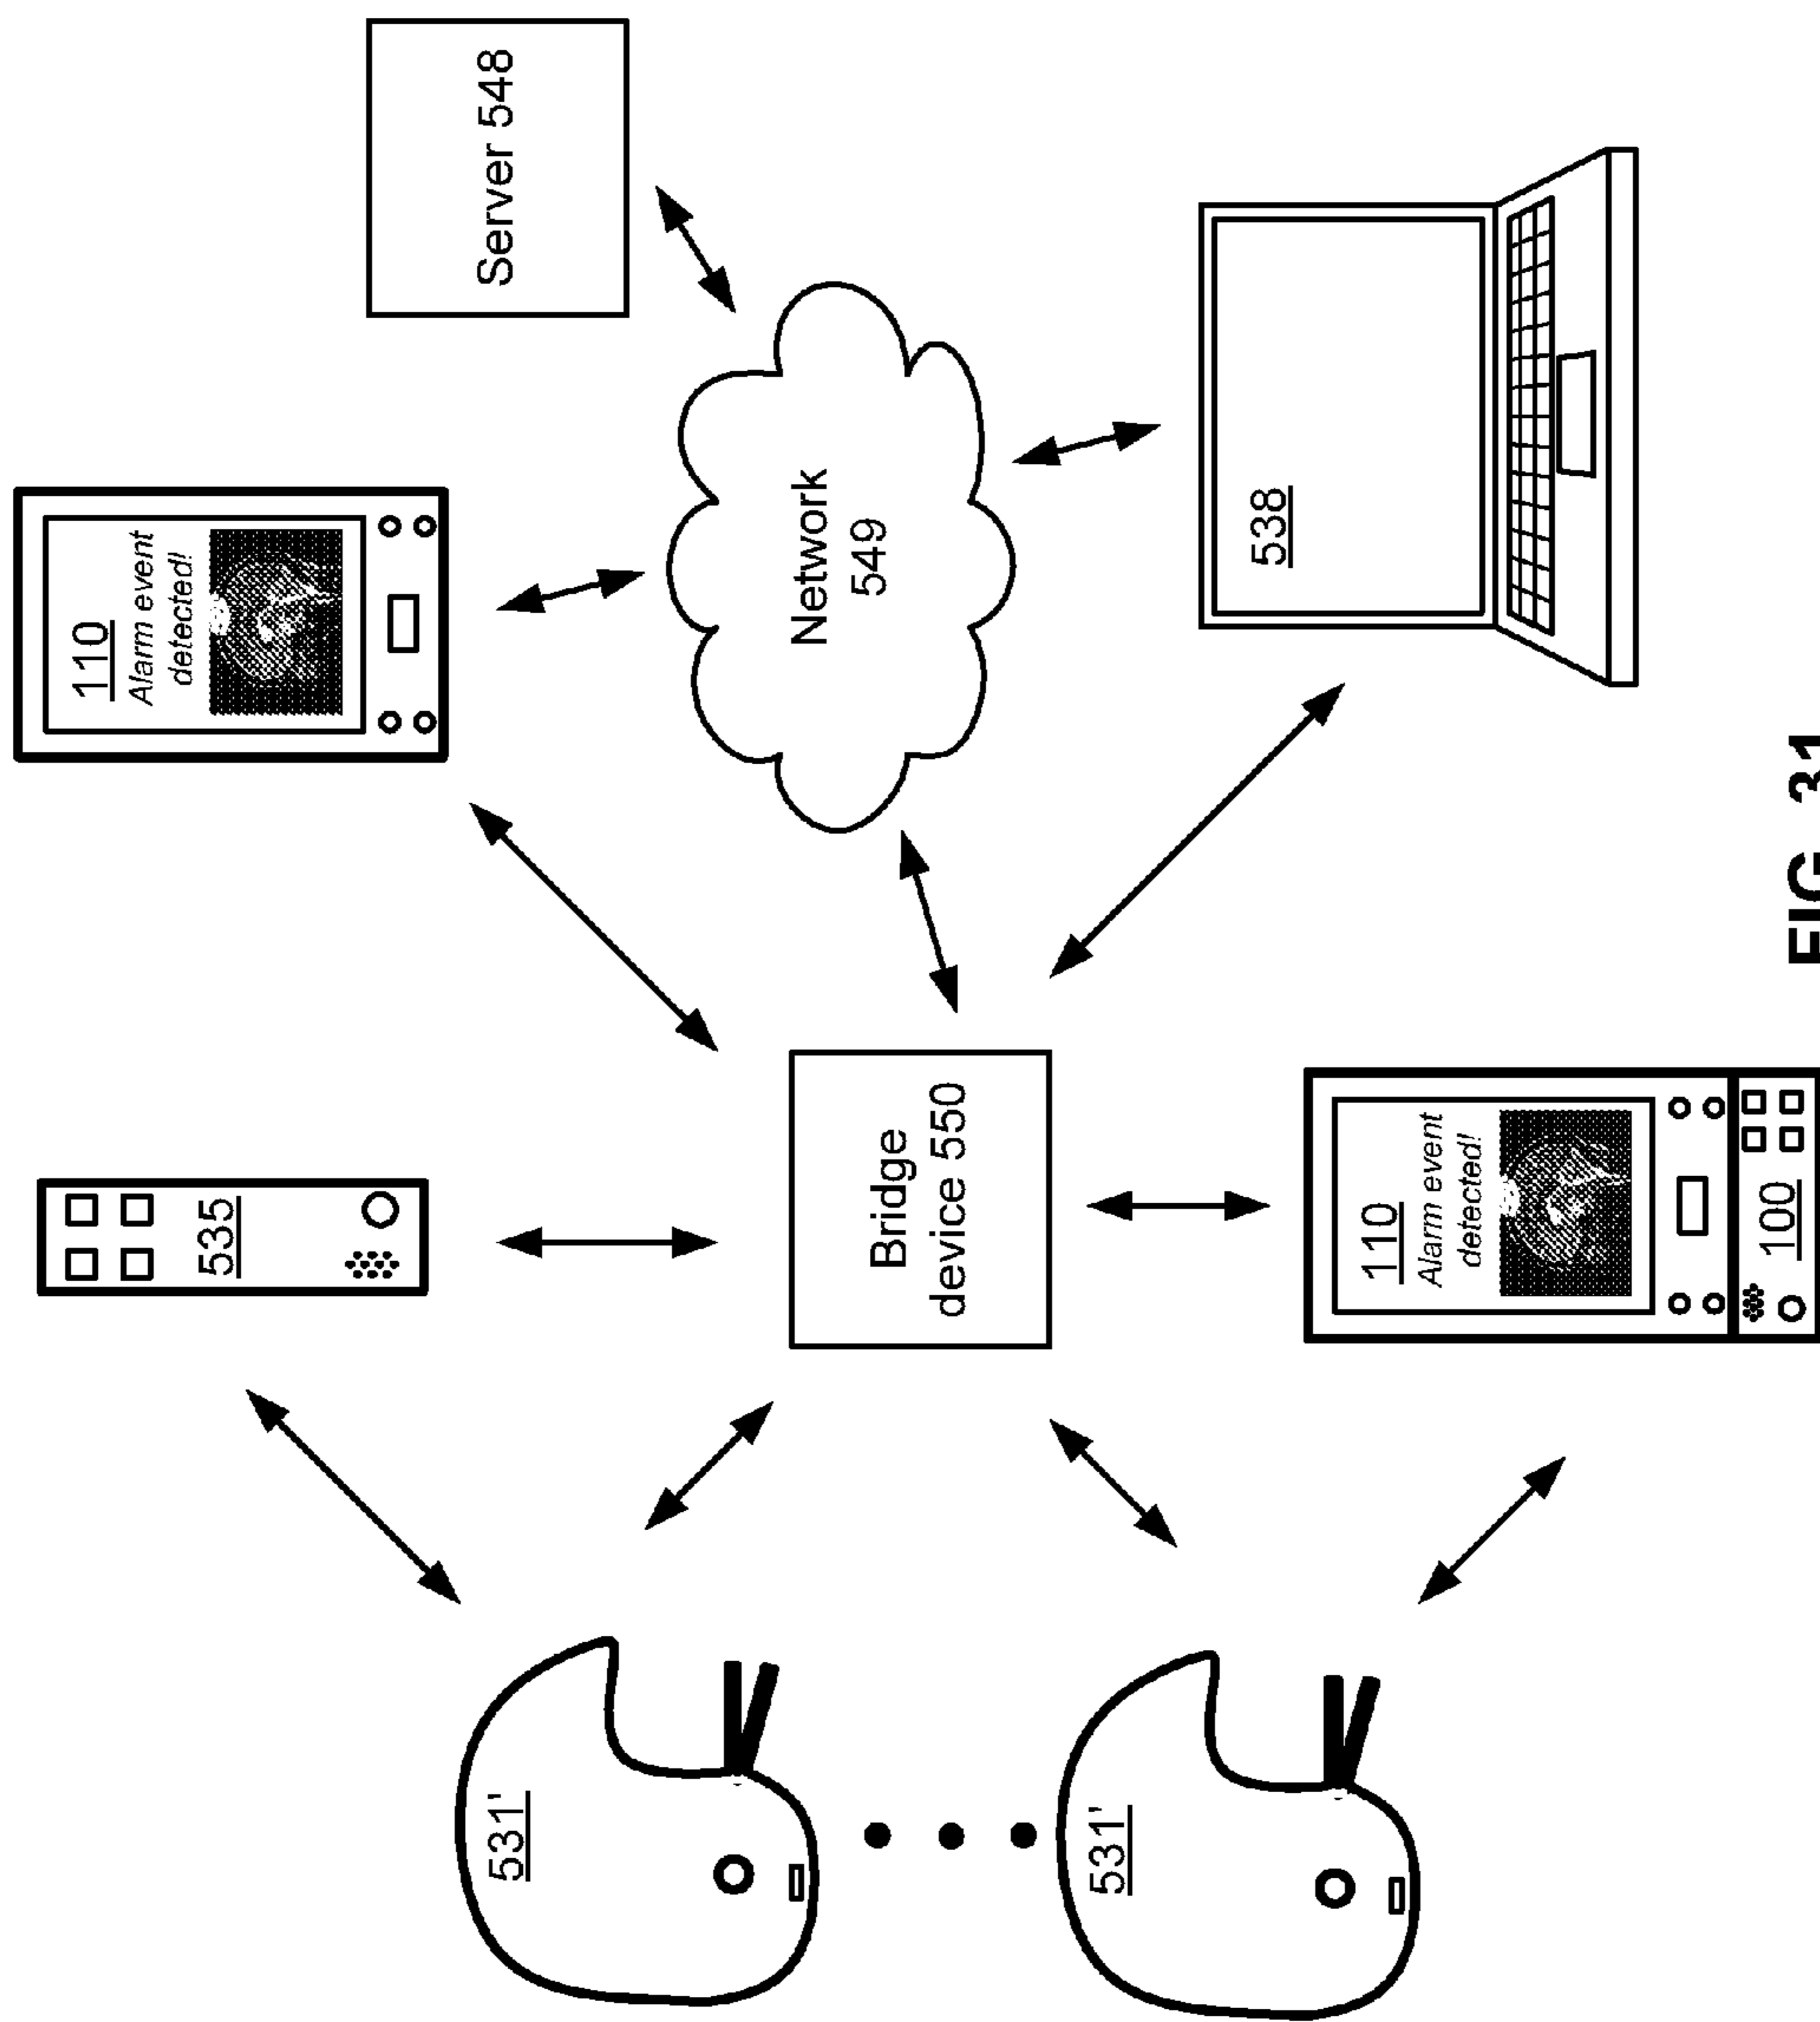 110
Alarm event
detected!
535
Server 548
531'
Network
549
Bridge
device 550
531'
538
110
Alarm event
detected!
100
FIG. 31